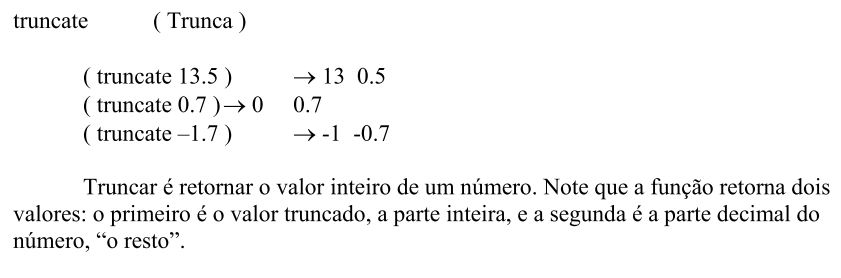 truncate ( Trunca )
( truncate 13.5 ) → 13 0.5
( truncate 0.7 )→ 0 0.7
( truncate –1.7 ) → -1 -0.7
Truncar é retornar o valor inteiro de um número. Note que a função retorna dois
valores: o primeiro é o valor truncado, a parte inteira, e a segunda é a parte decimal do
número, “o resto”.